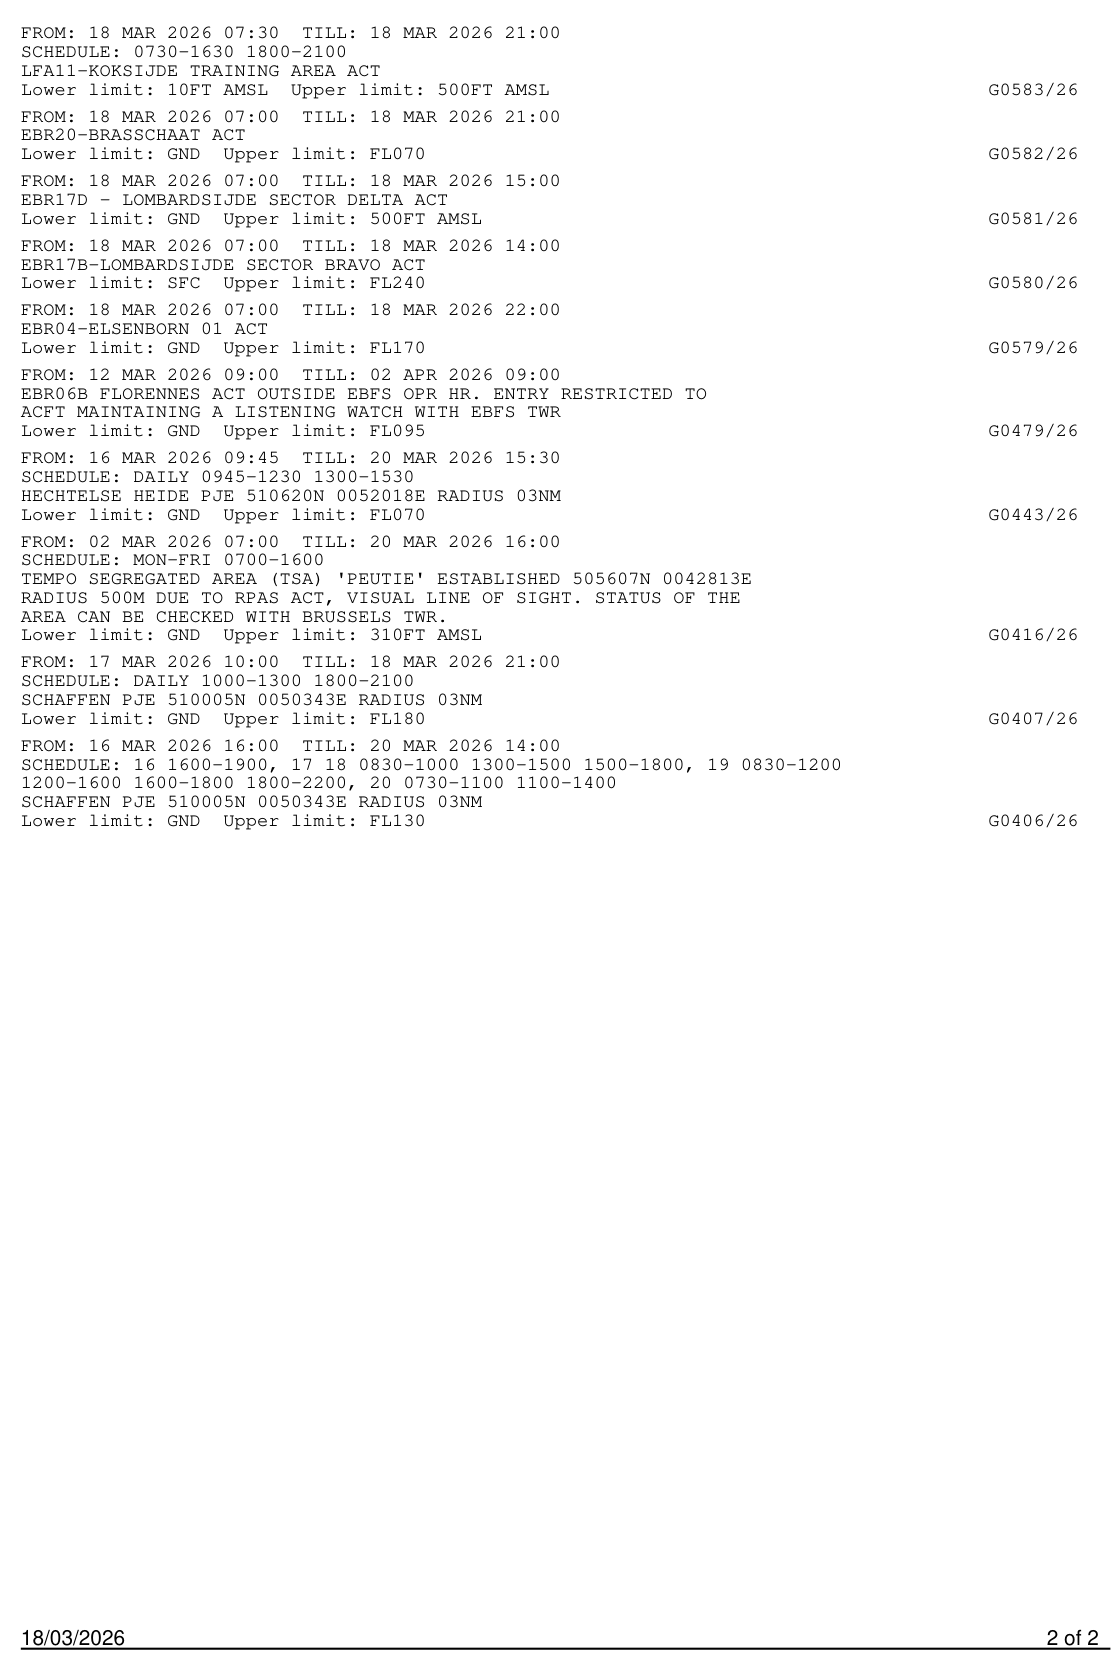 FROM: 18 MAR 2026 07:30  TILL: 18 MAR 2026 21:00
SCHEDULE: 0730-1630 1800-2100
LFA11-KOKSIJDE TRAINING AREA ACT
Lower limit: 10FT AMSL  Upper limit: 500FT AMSL  G0583/26
FROM: 18 MAR 2026 07:00  TILL: 18 MAR 2026 21:00
EBR20-BRASSCHAAT ACT
Lower limit: GND  Upper limit: FL070  G0582/26
FROM: 18 MAR 2026 07:00  TILL: 18 MAR 2026 15:00
EBR17D - LOMBARDSIJDE SECTOR DELTA ACT
Lower limit: GND  Upper limit: 500FT AMSL  G0581/26
FROM: 18 MAR 2026 07:00  TILL: 18 MAR 2026 14:00
EBR17B-LOMBARDSIJDE SECTOR BRAVO ACT
Lower limit: SFC  Upper limit: FL240  G0580/26
FROM: 18 MAR 2026 07:00  TILL: 18 MAR 2026 22:00
EBR04-ELSENBORN 01 ACT
Lower limit: GND  Upper limit: FL170  G0579/26
FROM: 12 MAR 2026 09:00  TILL: 02 APR 2026 09:00
EBR06B FLORENNES ACT OUTSIDE EBFS OPR HR. ENTRY RESTRICTED TO
ACFT MAINTAINING A LISTENING WATCH WITH EBFS TWR
Lower limit: GND  Upper limit: FL095  G0479/26
FROM: 16 MAR 2026 09:45  TILL: 20 MAR 2026 15:30
SCHEDULE: DAILY 0945-1230 1300-1530
HECHTELSE HEIDE PJE 510620N 0052018E RADIUS 03NM
Lower limit: GND  Upper limit: FL070  G0443/26
FROM: 02 MAR 2026 07:00  TILL: 20 MAR 2026 16:00
SCHEDULE: MON-FRI 0700-1600
TEMPO SEGREGATED AREA (TSA) 'PEUTIE' ESTABLISHED 505607N 0042813E
RADIUS 500M DUE TO RPAS ACT, VISUAL LINE OF SIGHT. STATUS OF THE
AREA CAN BE CHECKED WITH BRUSSELS TWR.
Lower limit: GND  Upper limit: 310FT AMSL  G0416/26
FROM: 17 MAR 2026 10:00  TILL: 18 MAR 2026 21:00
SCHEDULE: DAILY 1000-1300 1800-2100
SCHAFFEN PJE 510005N 0050343E RADIUS 03NM
Lower limit: GND  Upper limit: FL180  G0407/26
FROM: 16 MAR 2026 16:00  TILL: 20 MAR 2026 14:00
SCHEDULE: 16 1600-1900, 17 18 0830-1000 1300-1500 1500-1800, 19 0830-1200
1200-1600 1600-1800 1800-2200, 20 0730-1100 1100-1400
SCHAFFEN PJE 510005N 0050343E RADIUS 03NM
Lower limit: GND  Upper limit: FL130  G0406/26
18/03/2026  2 of 2